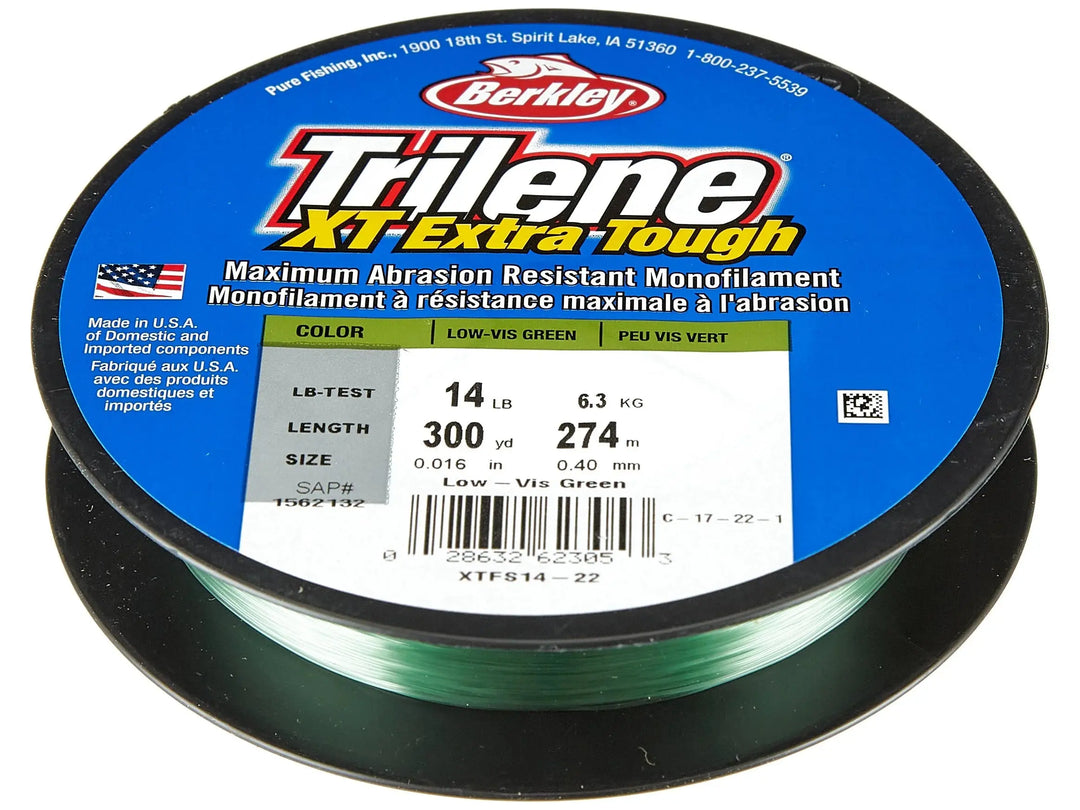 Pure Fishing, Inc., 1900 18th St. Spirit Lake, IA 51360 1-800-237-5539
Berkley®
Trilene®
XT Extra Tough
Maximum Abrasion Resistant Monofilament
Monofilament à résistance maximale à l'abrasion
Made in U.S.A.
of Domestic and
Imported components
Fabriqué aux U.S.A.
avec des produits
domestiques et
importés
COLOR | LOW-VIS GREEN | PEU VIS VERT
LB-TEST 14 LB 6.3 KG
LENGTH 300 yd 274 m
SIZE 0.016 in 0.40 mm
SAP# Low-Vis Green
1562132
C-17-22-1
0 28632 62305 3
XTFS14-22